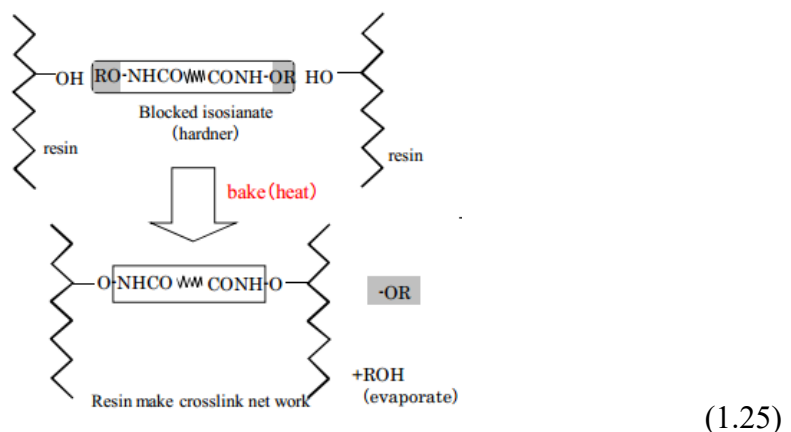 OH RO-NHCO CONH-OR HO
Blocked isosianate
(hardner)
resin
resin
bake(heat)
O-NHCO CONH-O
-OR
+ROH
(evaporate)
Resin make crosslink net work
(1.25)